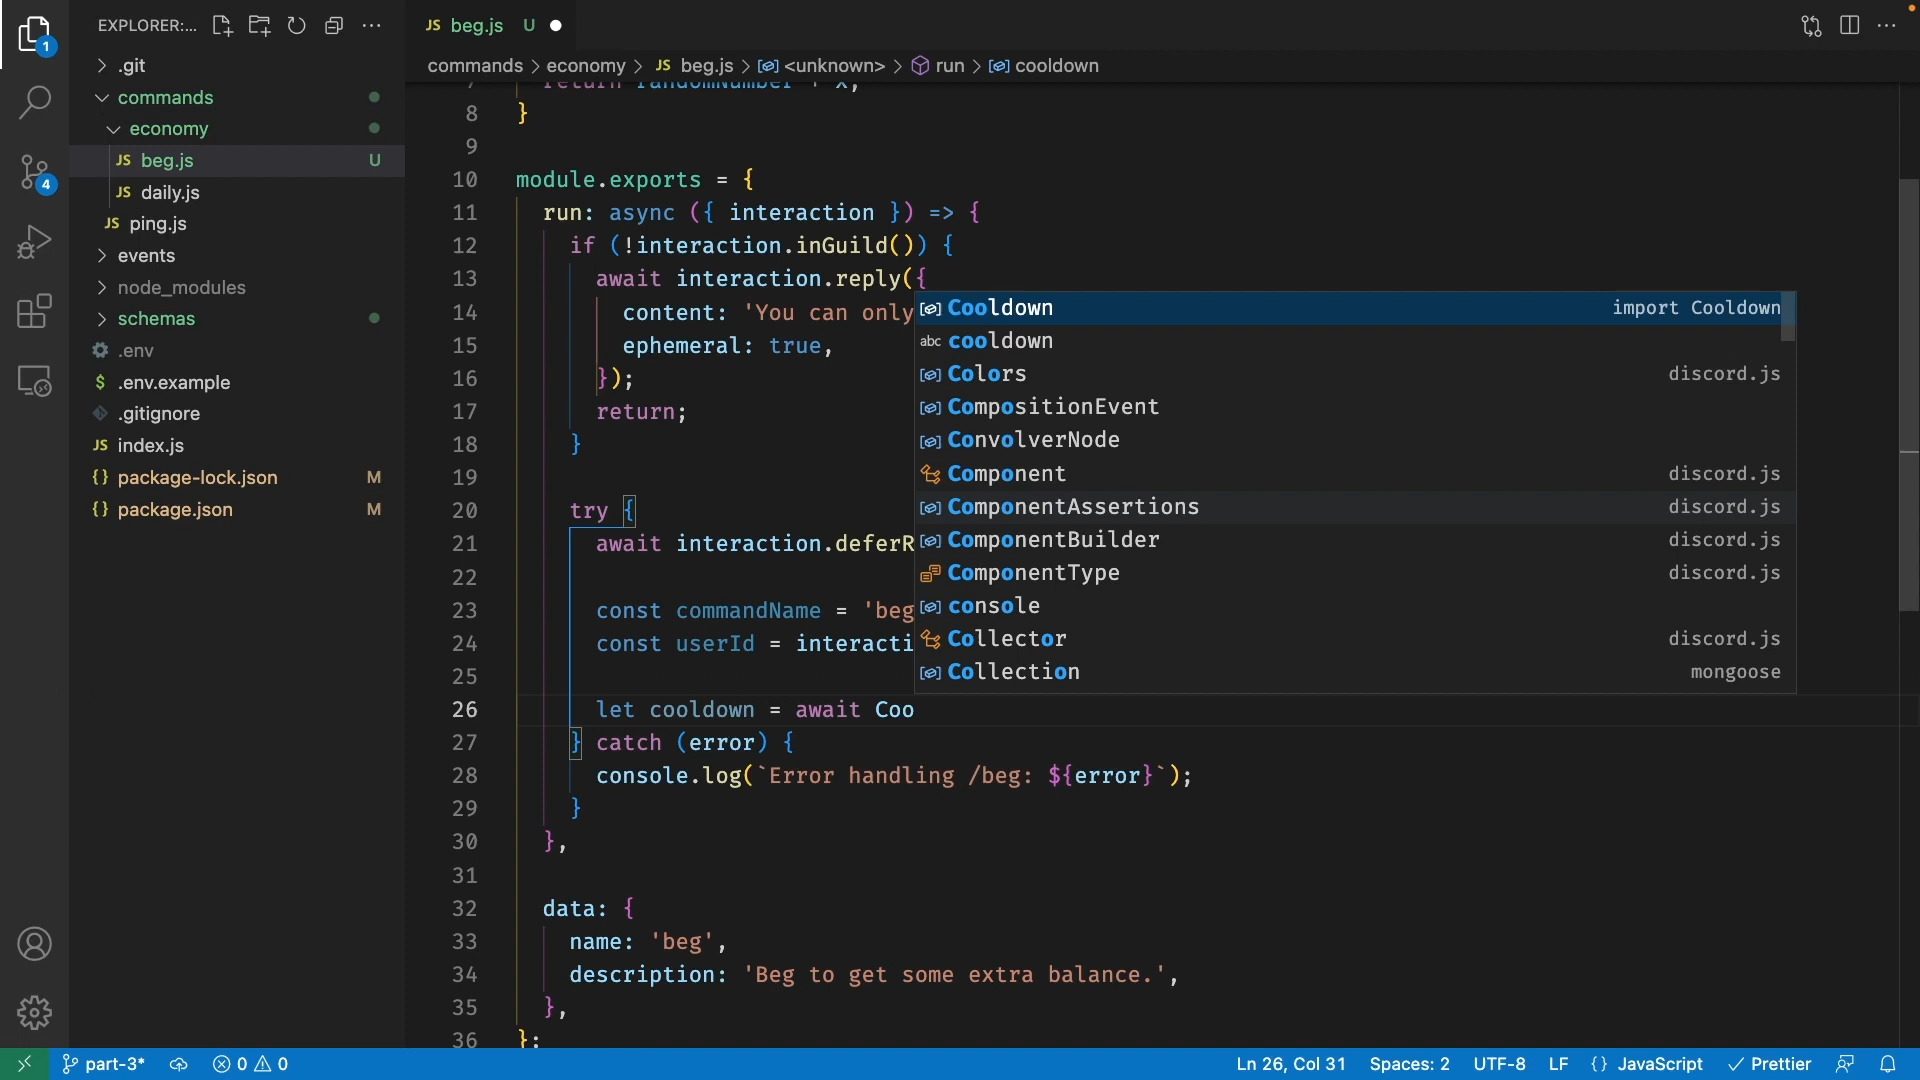 EXPLORER:...
JS beg.js U
commands > economy > JS beg.js > <unknown> > run > cooldown
.git
commands
economy
JS beg.js U
JS daily.js
JS ping.js
events
node_modules
schemas
.env
$ .env.example
.gitignore
JS index.js
{} package-lock.json M
{} package.json M
1
4
7 return randomNumber + x;
8 }
9
10 module.exports = {
11 run: async ({ interaction }) => {
12 if (!interaction.inGuild()) {
13 await interaction.reply({
14 content: 'You can only
15 ephemeral: true,
16 });
17 return;
18 }
19
20 try {
21 await interaction.deferR
22
23 const commandName = 'beg
24 const userId = interacti
25
26 let cooldown = await Coo
27 } catch (error) {
28 console.log(`Error handling /beg: ${error}`);
29 }
30 },
31
32 data: {
33 name: 'beg',
34 description: 'Beg to get some extra balance.',
35 },
36 };
Cooldown import Cooldown
abc cooldown
Colors discord.js
CompositionEvent
ConvolverNode
Component discord.js
ComponentAssertions discord.js
ComponentBuilder discord.js
ComponentType discord.js
console
Collector discord.js
Collection mongoose
part-3* 0 0 Ln 26, Col 31 Spaces: 2 UTF-8 LF {} JavaScript Prettier